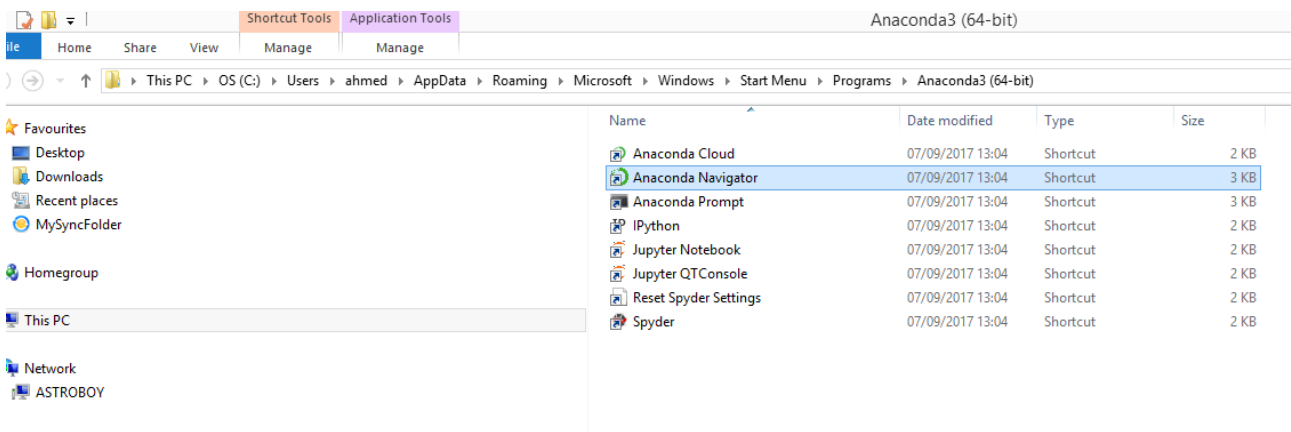 Shortcut Tools Application Tools Anaconda3 (64-bit)
ile Home Share View Manage Manage
This PC OS (C:) Users ahmed AppData Roaming Microsoft Windows Start Menu Programs Anaconda3 (64-bit)
Name Date modified Type Size
Favourites
Desktop
Downloads
Recent places
MySyncFolder
Homegroup
This PC
Network
ASTROBOY
Anaconda Cloud 07/09/2017 13:04 Shortcut 2 KB
Anaconda Navigator 07/09/2017 13:04 Shortcut 3 KB
Anaconda Prompt 07/09/2017 13:04 Shortcut 3 KB
IPython 07/09/2017 13:04 Shortcut 2 KB
Jupyter Notebook 07/09/2017 13:04 Shortcut 2 KB
Jupyter QTConsole 07/09/2017 13:04 Shortcut 2 KB
Reset Spyder Settings 07/09/2017 13:04 Shortcut 2 KB
Spyder 07/09/2017 13:04 Shortcut 2 KB